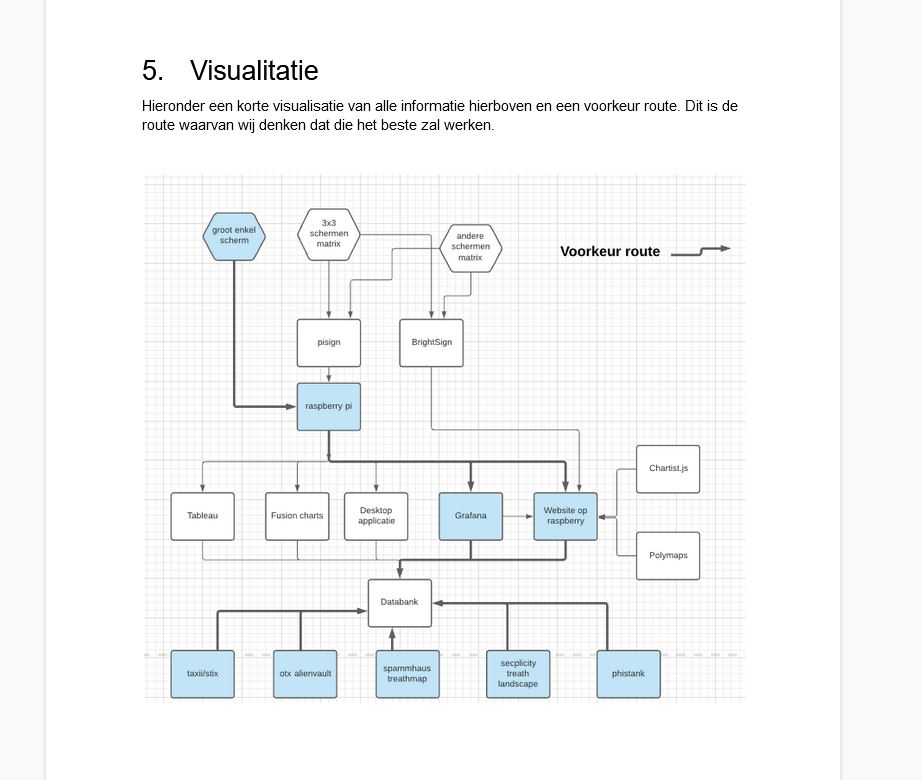 5. Visualitatie
Hieronder een korte visualisatie van alle informatie hierboven en een voorkeur route. Dit is de
route waarvan wij denken dat die het beste zal werken.
groot enkel
scherm
3x3
schermen
matrix
andere
schermen
matrix
Voorkeur route
pisign
BrightSign
raspberry pi
Chartist.js
Tableau
Fusion charts
Desktop
applicatie
Grafana
Website op
raspberry
Polymaps
Databank
taxii/stix
otx alienvault
spammhaus
treathmap
secplicity
treath
landscape
phistank